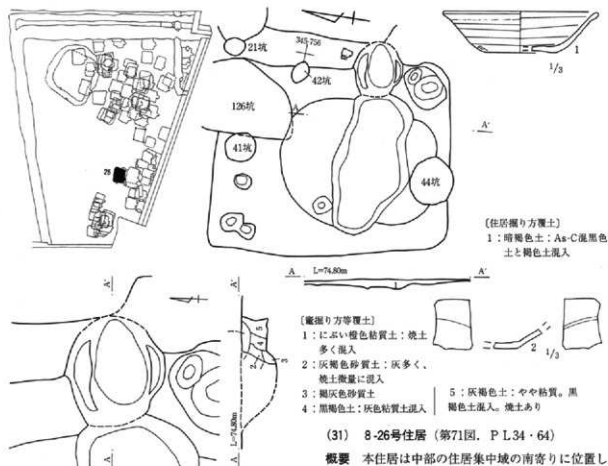 21坑
345-756
42坑
126坑
A
A'
41坑
44坑
28
1
1/3
〔住居掘り方覆土〕
1：暗褐色土：As-C混黒色
土と褐色土混入
A L=74.80m A'
1
〔竈掘り方等覆土〕
1：にぶい橙色粘質土：焼土
多く混入
2：灰褐色砂質土：灰多く、
焼土微量に混入
3：褐灰色砂質土
4：黒褐色土：灰色粘質土混入
5：灰褐色土：やや粘質。黒
褐色土混入。焼土あり
2
1/3
A'
A
A'
5
4
3
2
L=74.80m
A
(31) 8-26号住居（第71図．PL34・64）
概要 本住居は中部の住居集中域の南寄りに位置し